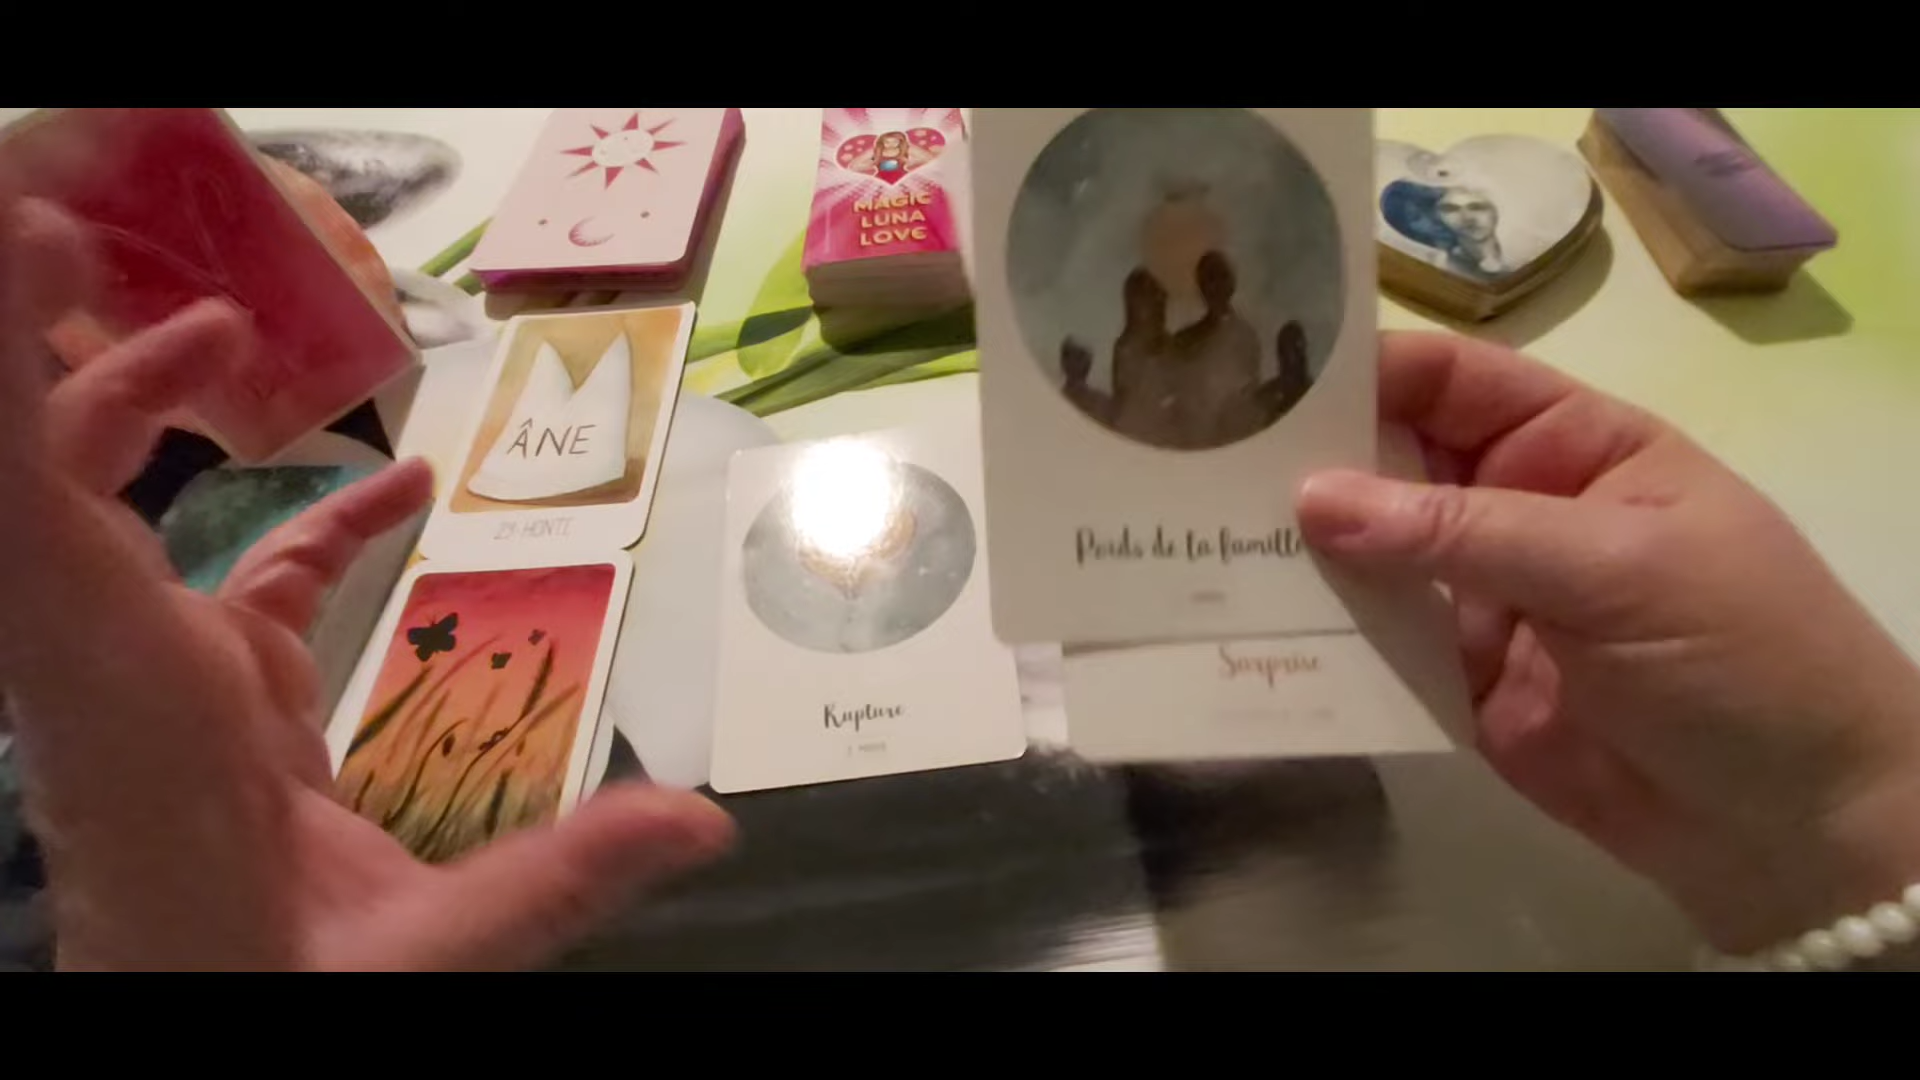 MAGIC
LUNA
LOVE
ÂNE
Poids de la famille
Surprise
Rupture